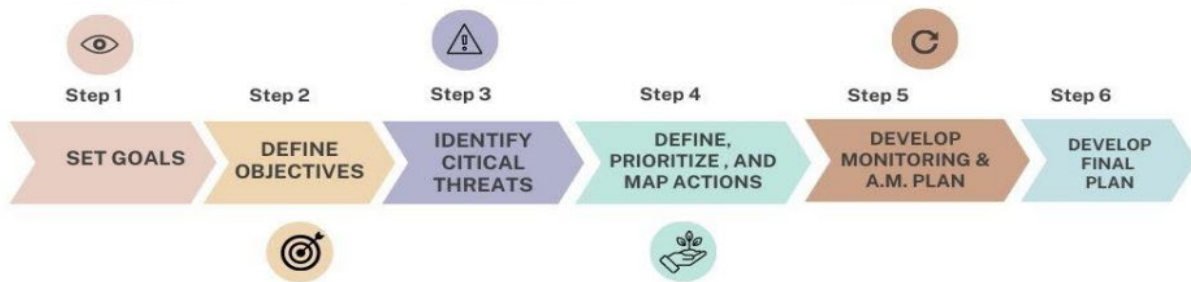 Step 1
Step 2
Step 3
Step 4
Step 5
Step 6
SET GOALS
DEFINE
OBJECTIVES
IDENTIFY
CITICAL
THREATS
DEFINE,
PRIORITIZE , AND
MAP ACTIONS
DEVELOP
MONITORING &
A.M. PLAN
DEVELOP
FINAL
PLAN